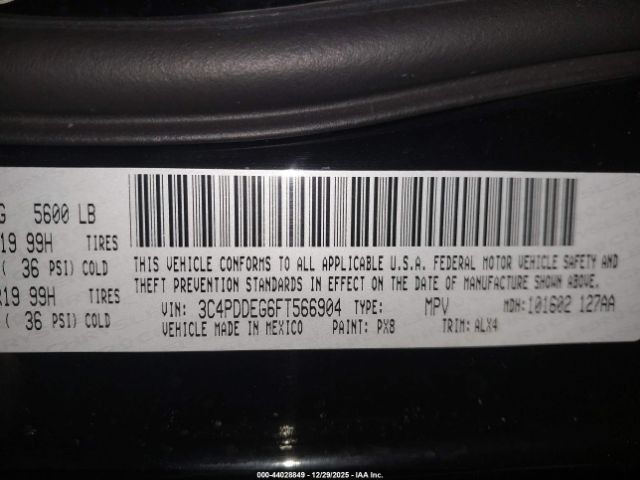 G 5600 LB
19 99H TIRES
( 36 PSI) COLD
R19 99H TIRES
( 36 PSI) COLD
THIS VEHICLE CONFORMS TO ALL APPLICABLE U.S.A. FEDERAL MOTOR VEHICLE SAFETY AND
THEFT PREVENTION STANDARDS IN EFFECT ON THE DATE OF MANUFACTURE SHOWN ABOVE.
VIN: 3C4PDDEG6FT566904 TYPE: MPV MDH: 101602 127AA
VEHICLE MADE IN MEXICO PAINT: PX8 TRIM: ALX4
000-44028849 - 12/29/2025 - IAA Inc.